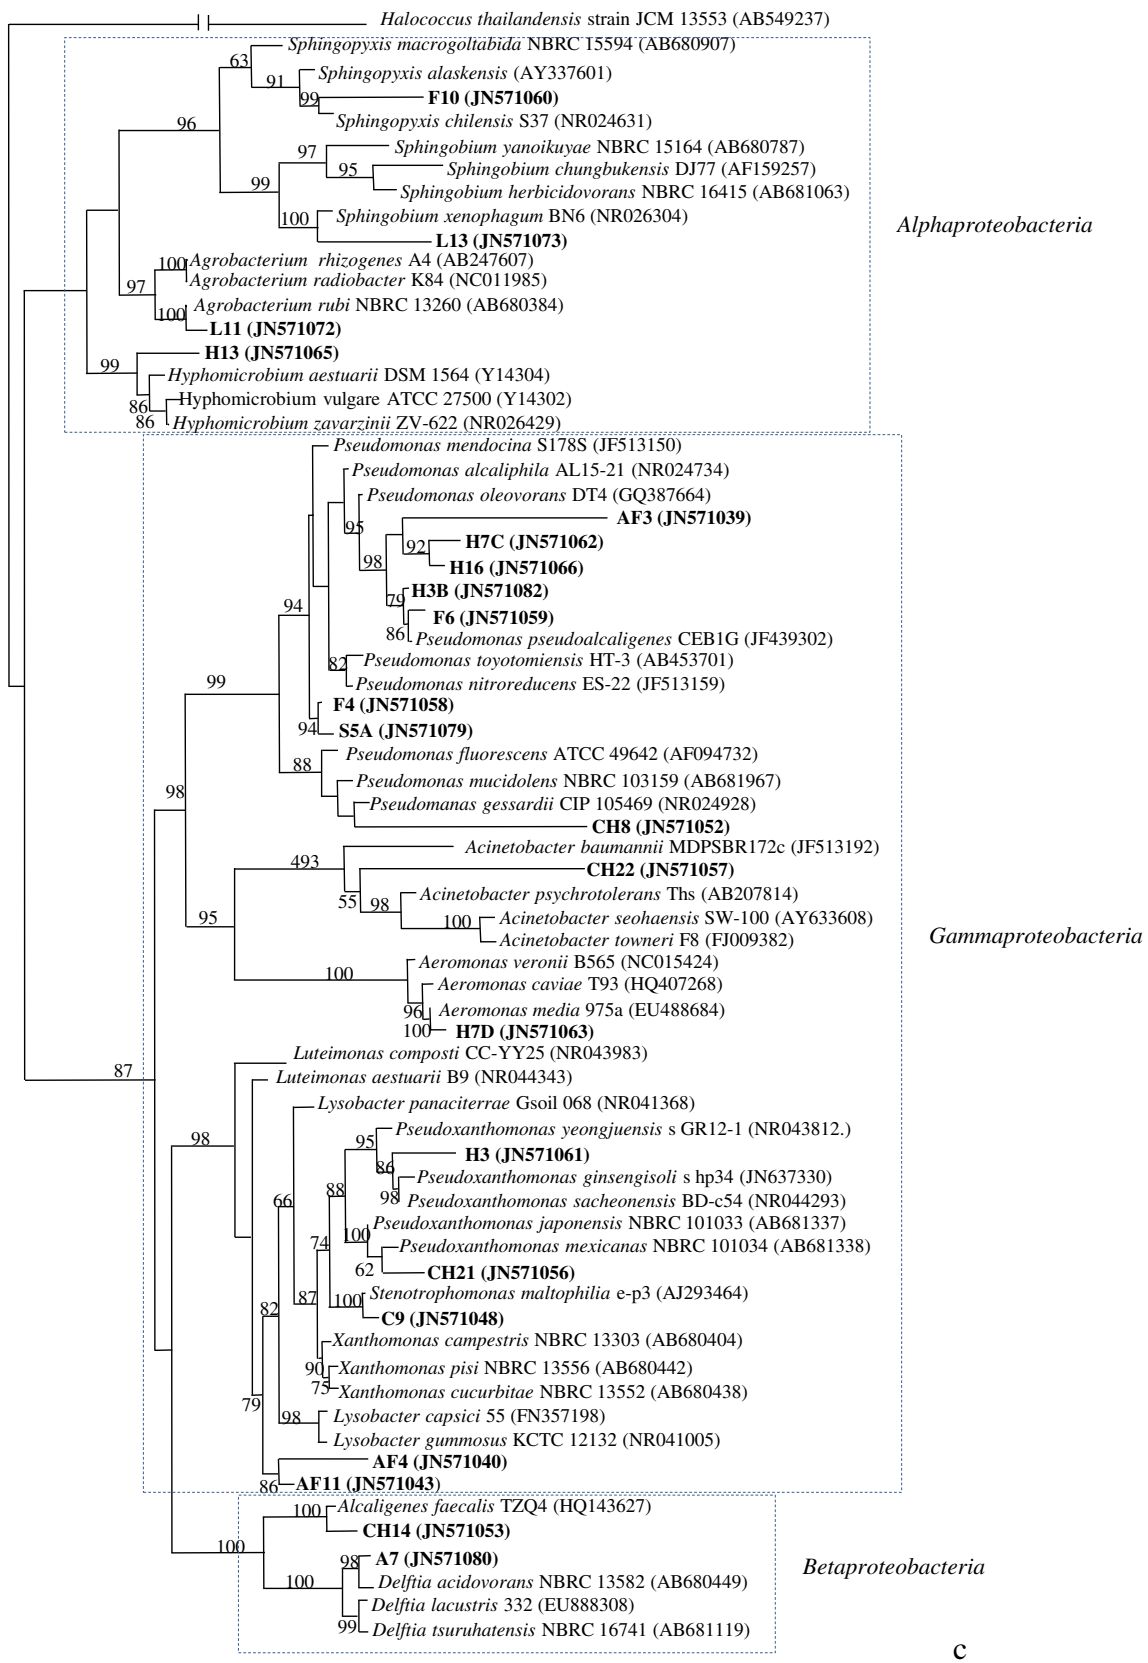 Halococcus thailandensis strain JCM 13553 (AB549237)
Sphingopyxis macrogoltabida NBRC 15594 (AB680907)
63
Sphingopyxis alaskensis (AY337601)
91
99
F10 (JN571060)
Sphingopyxis chilensis S37 (NR024631)
96
Sphingobium yanoikuyae NBRC 15164 (AB680787)
97
Sphingobium chungbukensis DJ77 (AF159257)
95
99
Sphingobium herbicidovorans NBRC 16415 (AB681063)
Sphingobium xenophagum BN6 (NR026304)
100
Alphaproteobacteria
L13 (JN571073)
Agrobacterium rhizogenes A4 (AB247607)
100
Agrobacterium radiobacter K84 (NC011985)
97
Agrobacterium rubi NBRC 13260 (AB680384)
100
L11 (JN571072)
H13 (JN571065)
99
Hyphomicrobium aestuarii DSM 1564 (Y14304)
Hyphomicrobium vulgare ATCC 27500 (Y14302)
86
86
Hyphomicrobium zavarzinii ZV-622 (NR026429)
Pseudomonas mendocina S178S (JF513150)
Pseudomonas alcaliphila AL15-21 (NR024734)
Pseudomonas oleovorans DT4 (GQ387664)
AF3 (JN571039)
95
H7C (JN571062)
92
98
H16 (JN571066)
H3B (JN571082)
79
94
F6 (JN571059)
86
Pseudomonas pseudoalcaligenes CEB1G (JF439302)
Pseudomonas toyotomiensis HT-3 (AB453701)
82
99
Pseudomonas nitroreducens ES-22 (JF513159)
F4 (JN571058)
94
S5A (JN571079)
Pseudomonas fluorescens ATCC 49642 (AF094732)
88
Pseudomonas mucidolens NBRC 103159 (AB681967)
98
Pseudomanas gessardii CIP 105469 (NR024928)
CH8 (JN571052)
Acinetobacter baumannii MDPSBR172c (JF513192)
493
CH22 (JN571057)
Acinetobacter psychrotolerans Ths (AB207814)
55
98
95
100
Acinetobacter seohaensis SW-100 (AY633608)
Gammaproteobacteria
Acinetobacter towneri F8 (FJ009382)
Aeromonas veronii B565 (NC015424)
100
Aeromonas caviae T93 (HQ407268)
96
Aeromonas media 975a (EU488684)
100
H7D (JN571063)
Luteimonas composti CC-YY25 (NR043983)
87
Luteimonas aestuarii B9 (NR044343)
Lysobacter panaciterrae Gsoil 068 (NR041368)
Pseudoxanthomonas yeongjuensis s GR12-1 (NR043812.)
98
95
H3 (JN571061)
86
Pseudoxanthomonas ginsengisoli s hp34 (JN637330)
88
98
66
Pseudoxanthomonas sacheonensis BD-c54 (NR044293)
Pseudoxanthomonas japonensis NBRC 101033 (AB681337)
100
74
Pseudoxanthomonas mexicanas NBRC 101034 (AB681338)
62
CH21 (JN571056)
Stenotrophomonas maltophilia e-p3 (AJ293464)
87
100
82
C9 (JN571048)
Xanthomonas campestris NBRC 13303 (AB680404)
90
Xanthomonas pisi NBRC 13556 (AB680442)
75
Xanthomonas cucurbitae NBRC 13552 (AB680438)
79
98
Lysobacter capsici 55 (FN357198)
Lysobacter gummosus KCTC 12132 (NR041005)
AF4 (JN571040)
86
AF11 (JN571043)
Alcaligenes faecalis TZQ4 (HQ143627)
100
CH14 (JN571053)
100
A7 (JN571080)
98
Betaproteobacteria
100
Delftia acidovorans NBRC 13582 (AB680449)
Delftia lacustris 332 (EU888308)
99
Delftia tsuruhatensis NBRC 16741 (AB681119)
c